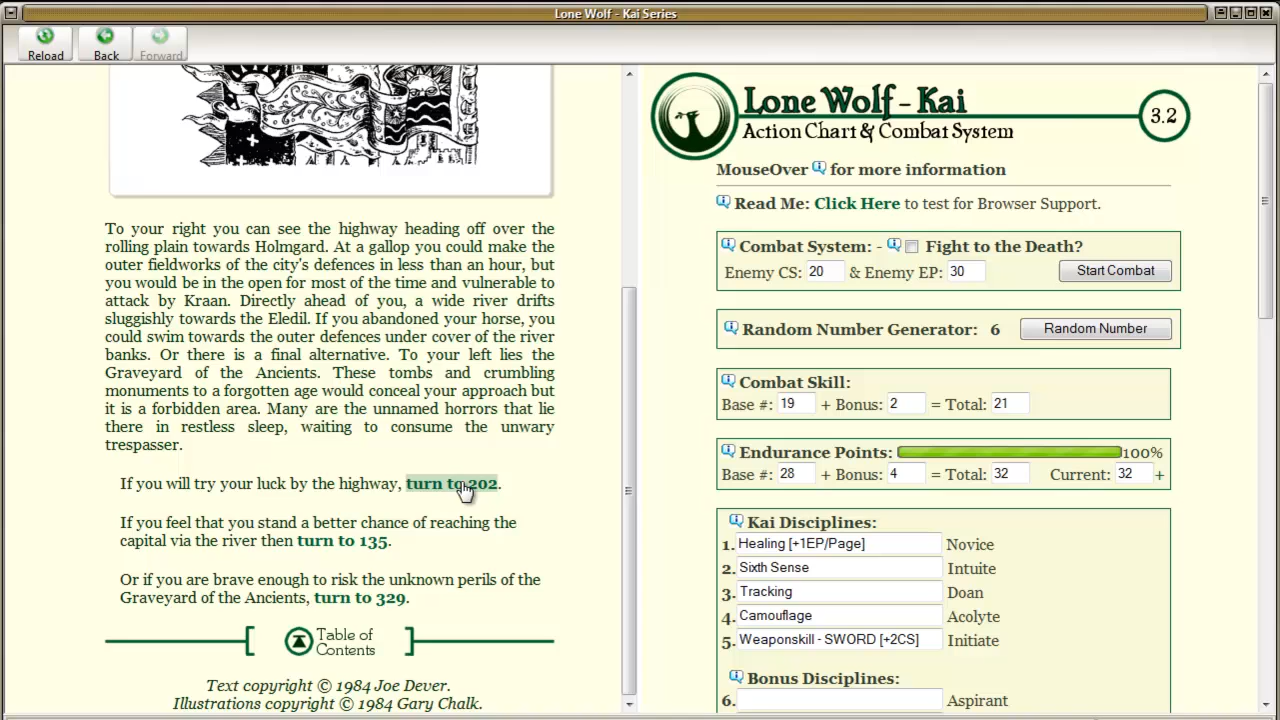 Lone Wolf - Kai Series
Reload
Back
Forward
To your right you can see the highway heading off over the
rolling plain towards Holmgard. At a gallop you could make the
outer fieldworks of the city's defences in less than an hour, but
you would be in the open for most of the time and vulnerable to
attack by Kraan. Directly ahead of you, a wide river drifts
sluggishly towards the Eledil. If you abandoned your horse, you
could swim towards the outer defences under cover of the river
banks. Or there is a final alternative. To your left lies the
Graveyard of the Ancients. These tombs and crumbling
monuments to a forgotten age would conceal your approach but
it is a forbidden area. Many are the unnamed horrors that lie
there in restless sleep, waiting to consume the unwary
trespasser.
If you will try your luck by the highway, turn to 202.
If you feel that you stand a better chance of reaching the
capital via the river then turn to 135.
Or if you are brave enough to risk the unknown perils of the
Graveyard of the Ancients, turn to 329.
Table of
Contents
Text copyright © 1984 Joe Dever.
Illustrations copyright © 1984 Gary Chalk.
Lone Wolf - Kai
Action Chart & Combat System
3.2
MouseOver for more information
Read Me: Click Here to test for Browser Support.
Combat System: - Fight to the Death?
Enemy CS: 20 & Enemy EP: 30 Start Combat
Random Number Generator: 6 Random Number
Combat Skill:
Base #: 19 + Bonus: 2 = Total: 21
Endurance Points: 100%
Base #: 28 + Bonus: 4 = Total: 32 Current: 32 +
Kai Disciplines:
1. Healing [+1EP/Page] Novice
2. Sixth Sense Intuite
3. Tracking Doan
4. Camouflage Acolyte
5. Weaponskill - SWORD [+2CS] Initiate
Bonus Disciplines:
6. Aspirant